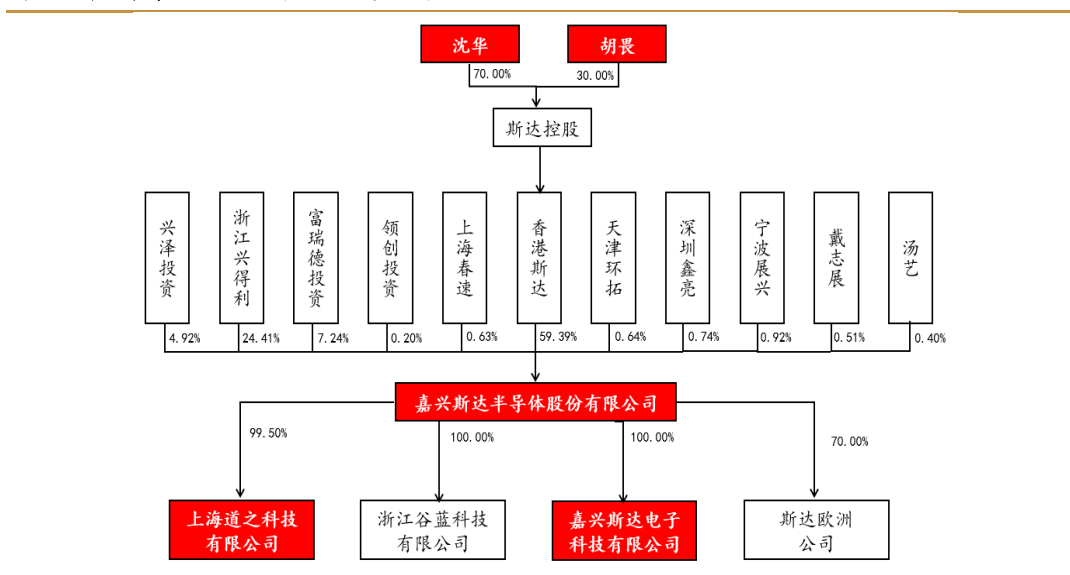 沈华
胡畏
70.00%
30.00%
斯达控股
兴泽投资
浙江兴得利
富瑞德投资
领创投资
上海春速
香港斯达
天津环拓
深圳鑫亮
宁波展兴
戴志展
汤艺
4.92%
24.41%
7.24%
0.20%
0.63%
59.39%
0.64%
0.74%
0.92%
0.51%
0.40%
嘉兴斯达半导体股份有限公司
99.50%
100.00%
100.00%
70.00%
上海道之科技
有限公司
浙江谷蓝科技
有限公司
嘉兴斯达电子
科技有限公司
斯达欧洲
公司